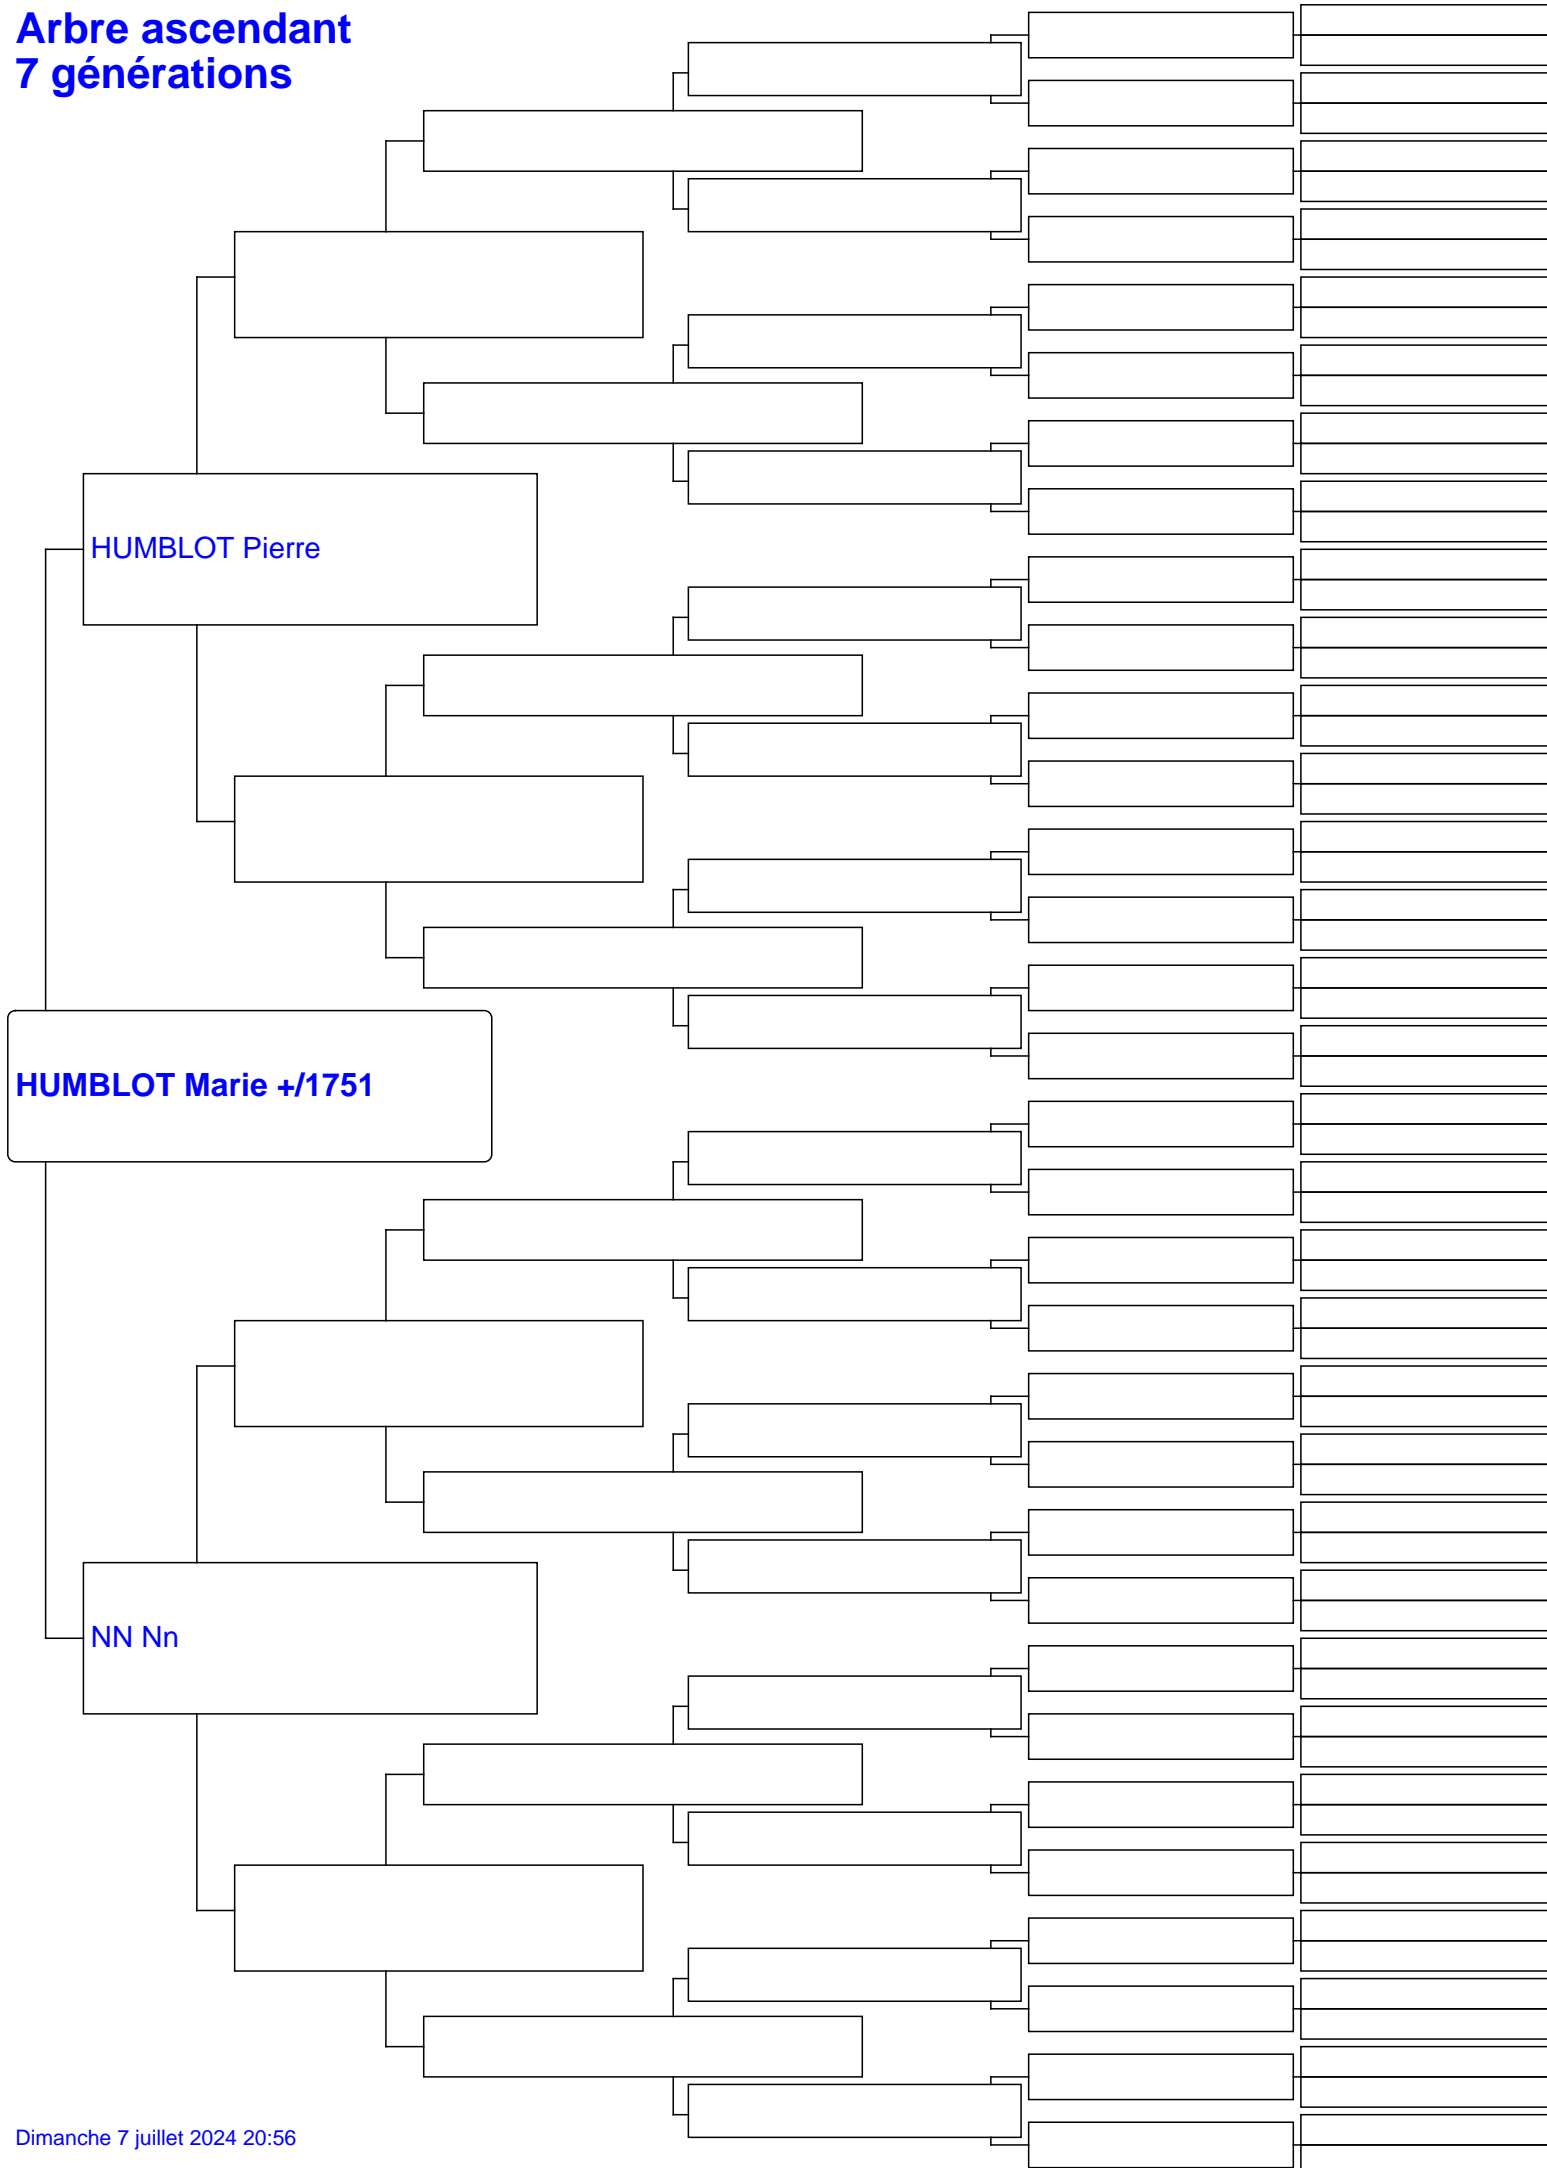 Arbre ascendant
7 générations
HUMBLOT Pierre
HUMBLOT Marie +/1751
NN Nn
Dimanche 7 juillet 2024 20:56